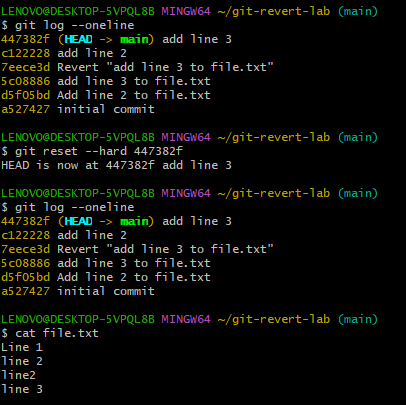 LENOVO@DESKTOP-5VPQL8B MINGW64 ~/git-revert-lab (main)
$ git log --oneline
447382f (HEAD -> main) add line 3
c122228 add line 2
7eece3d Revert "add line 3 to file.txt"
5c08886 add line 3 to file.txt
d5f05bd Add line 2 to file.txt
a527427 initial commit
LENOVO@DESKTOP-5VPQL8B MINGW64 ~/git-revert-lab (main)
$ git reset --hard 447382f
HEAD is now at 447382f add line 3
LENOVO@DESKTOP-5VPQL8B MINGW64 ~/git-revert-lab (main)
$ git log --oneline
447382f (HEAD -> main) add line 3
c122228 add line 2
7eece3d Revert "add line 3 to file.txt"
5c08886 add line 3 to file.txt
d5f05bd Add line 2 to file.txt
a527427 initial commit
LENOVO@DESKTOP-5VPQL8B MINGW64 ~/git-revert-lab (main)
$ cat file.txt
Line 1
line 2
line2
line 3